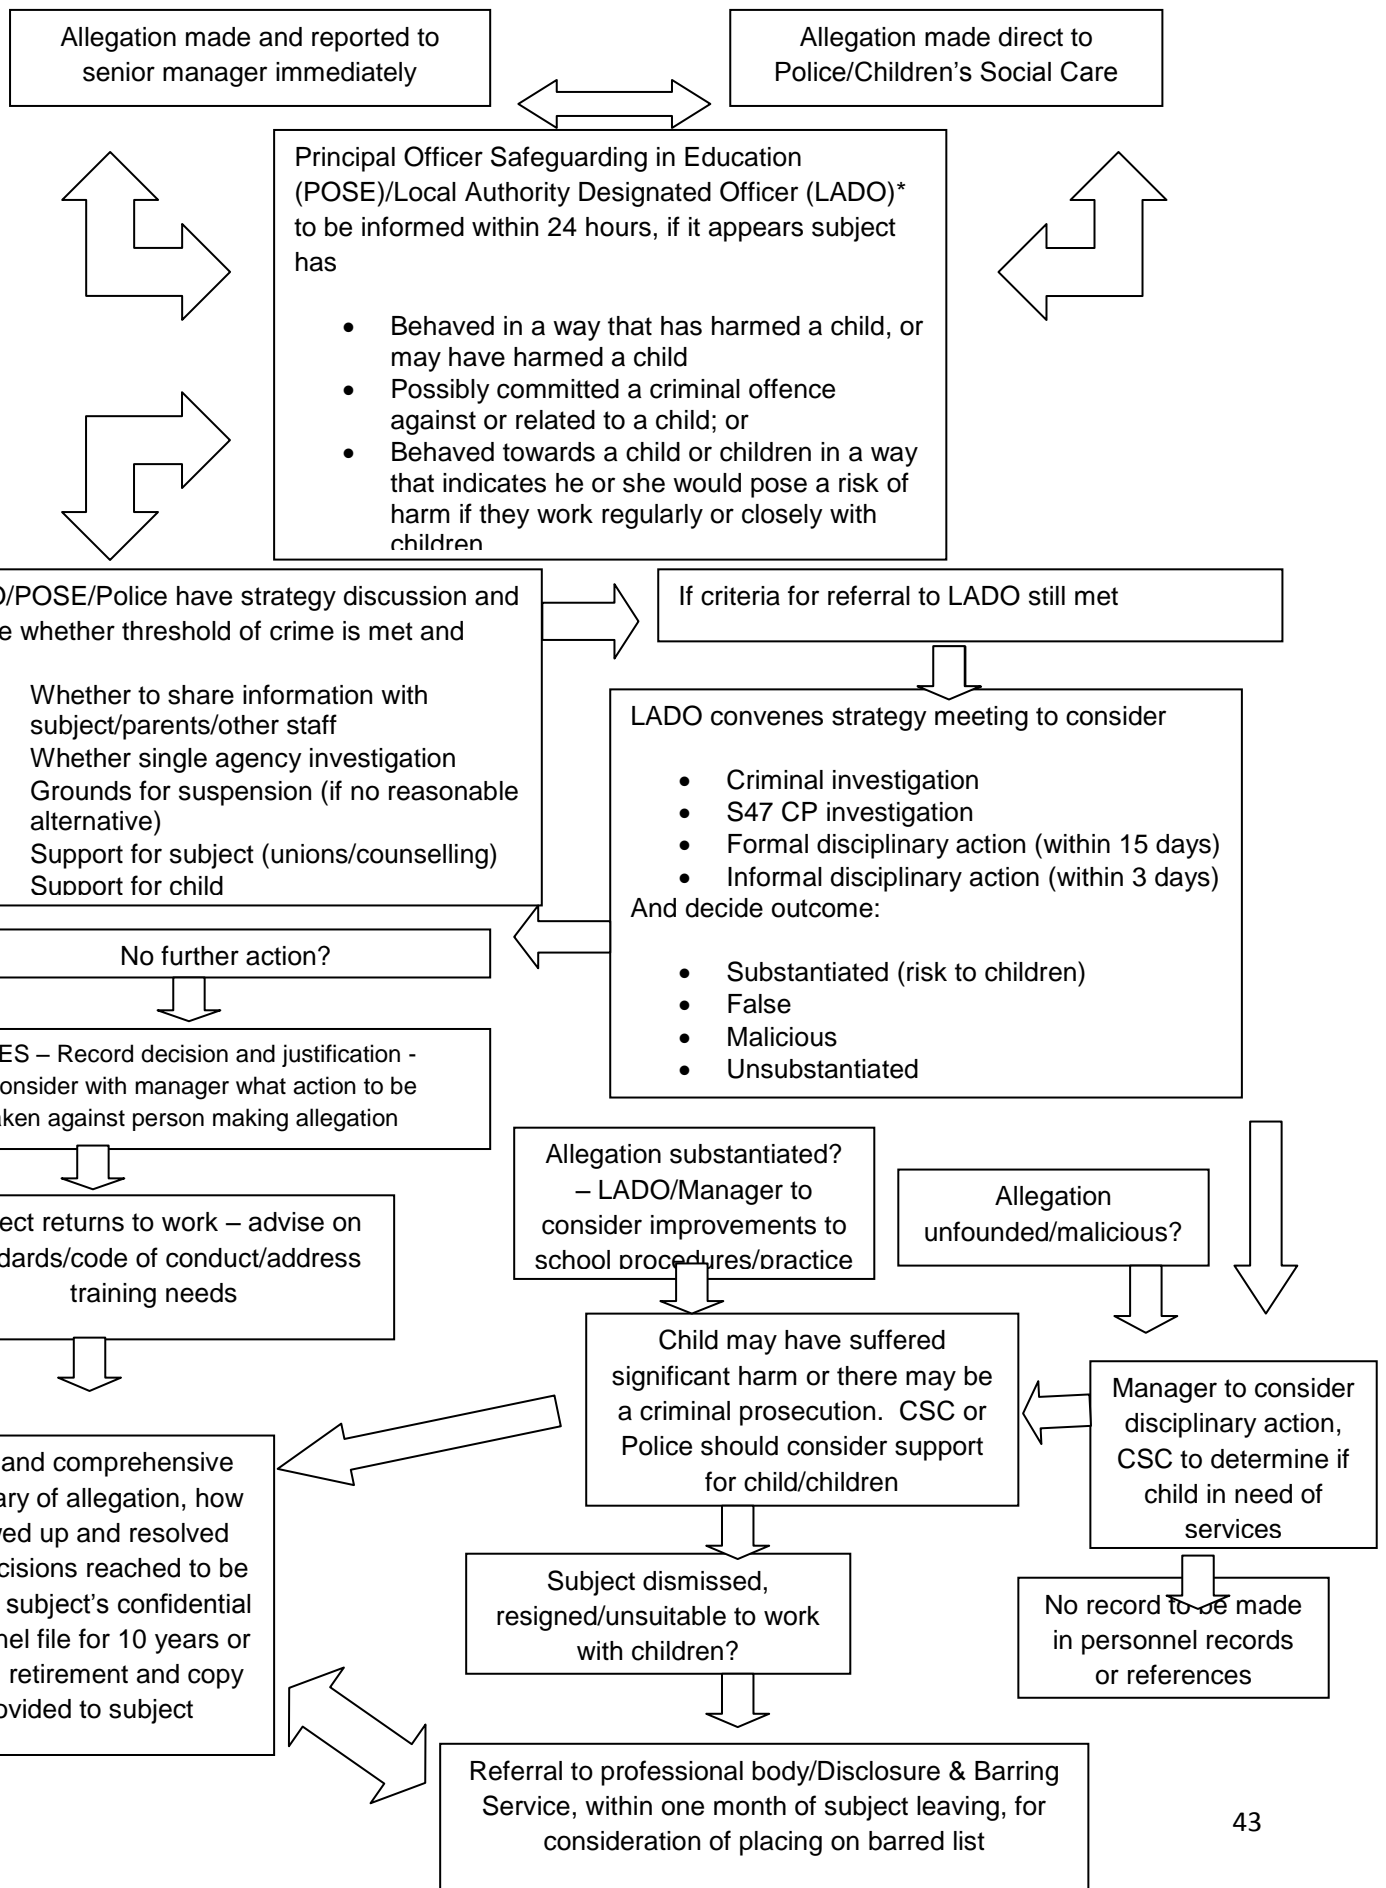 Allegation made and reported to
senior manager immediately
Allegation made direct to
Police/Children's Social Care
Principal Officer Safeguarding in Education
(POSE)/Local Authority Designated Officer (LADO)*
to be informed within 24 hours, if it appears subject
has
• Behaved in a way that has harmed a child, or
may have harmed a child
• Possibly committed a criminal offence
against or related to a child; or
• Behaved towards a child or children in a way
that indicates he or she would pose a risk of
harm if they work regularly or closely with
children
/POSE/Police have strategy discussion and
whether threshold of crime is met and
Whether to share information with
subject/parents/other staff
Whether single agency investigation
Grounds for suspension (if no reasonable
alternative)
Support for subject (unions/counselling)
Support for child
If criteria for referral to LADO still met
LADO convenes strategy meeting to consider
• Criminal investigation
• S47 CP investigation
• Formal disciplinary action (within 15 days)
• Informal disciplinary action (within 3 days)
And decide outcome:
• Substantiated (risk to children)
• False
• Malicious
• Unsubstantiated
No further action?
ES – Record decision and justification -
onsider with manager what action to be
aken against person making allegation
ect returns to work – advise on
dards/code of conduct/address
training needs
Allegation substantiated?
– LADO/Manager to
consider improvements to
school procedures/practice
Allegation
unfounded/malicious?
Child may have suffered
significant harm or there may be
a criminal prosecution. CSC or
Police should consider support
for child/children
Manager to consider
disciplinary action,
CSC to determine if
child in need of
services
and comprehensive
ary of allegation, how
ved up and resolved
cisions reached to be
subject's confidential
nel file for 10 years or
retirement and copy
ovided to subject
Subject dismissed,
resigned/unsuitable to work
with children?
No record to be made
in personnel records
or references
Referral to professional body/Disclosure & Barring
Service, within one month of subject leaving, for
consideration of placing on barred list
43